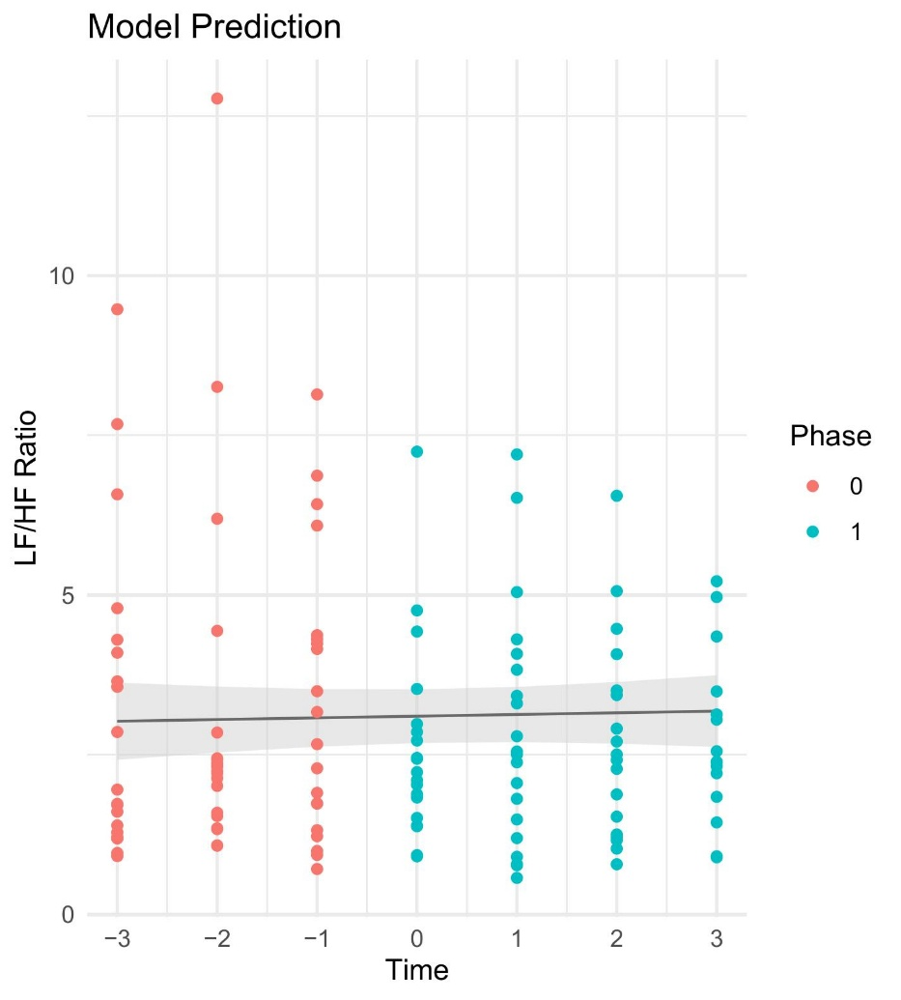 Model Prediction
10
5
0
LF/HF Ratio
−3 −2 −1 0 1 2 3
Time
Phase
0
1